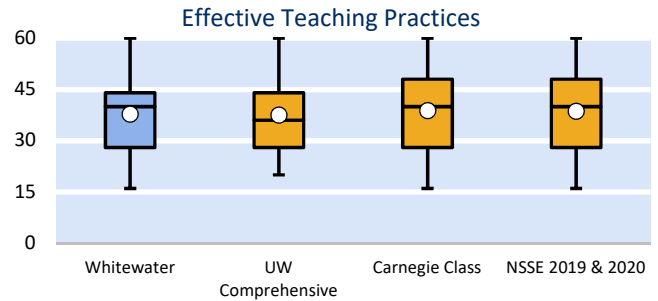 Effective Teaching Practices
60
45
30
15
0
Whitewater
UW
Comprehensive
Carnegie Class
NSSE 2019 & 2020